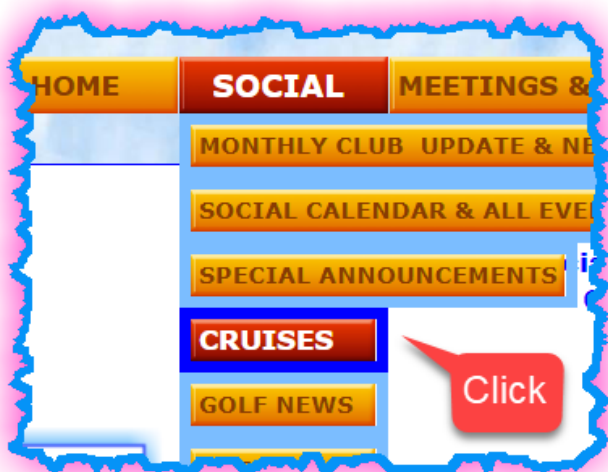 HOME SOCIAL MEETINGS &
MONTHLY CLUB UPDATE & NE
SOCIAL CALENDAR & ALL EVE
SPECIAL ANNOUNCEMENTS
CRUISES
Click
GOLF NEWS